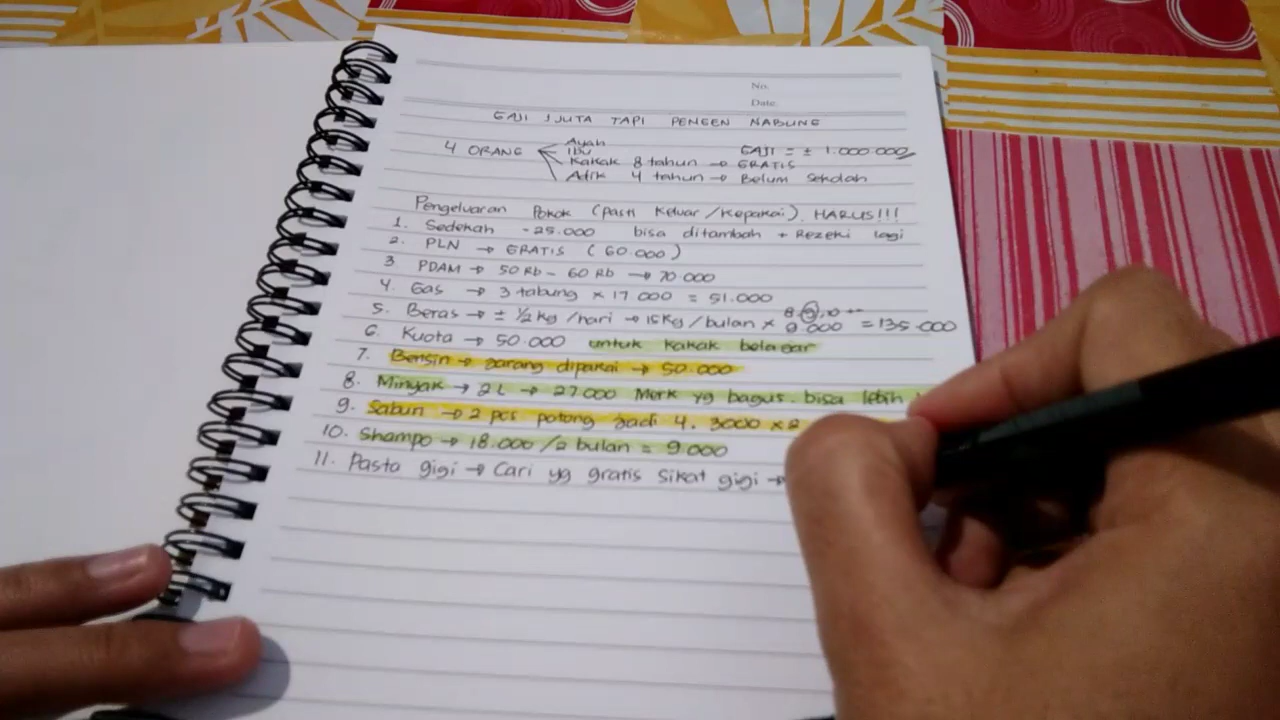 No.
Date.
GAJI 1 JUTA TAPI PENGEN NABUNG
4 ORANG
Ayah
Ibu
Kakak 8 tahun → GRATIS
Adik 4 tahun → Belum Sekolah
GAJI = ± 1.000.000
Pengeluaran Pokok (pasti keluar/kepakai). HARUS!!!
1. Sedekah -25.000 bisa ditambah + Rezeki lagi
2. PLN → GRATIS (60.000)
3 PDAM → 50 Rb - 60 Rb → 70.000
4. Gas → 3 tabung × 17 000 = 51.000
8, 9, 10
5. Beras → ± 1/2 kg /hari → 15 kg /bulan × 9.000 = 135.000
6. Kuota → 50.000 untuk kakak belajar
7. Bensin → jarang dipakai → 50.000
8. Minyak → 2 L → 27.000 Merk yg bagus. bisa lebih
9. Sabun → 2 pcs potong jadi 4. 3000 × 2
10. Shampo → 18.000 /2 bulan = 9.000
11. Pasta gigi → Cari yg gratis sikat gigi →